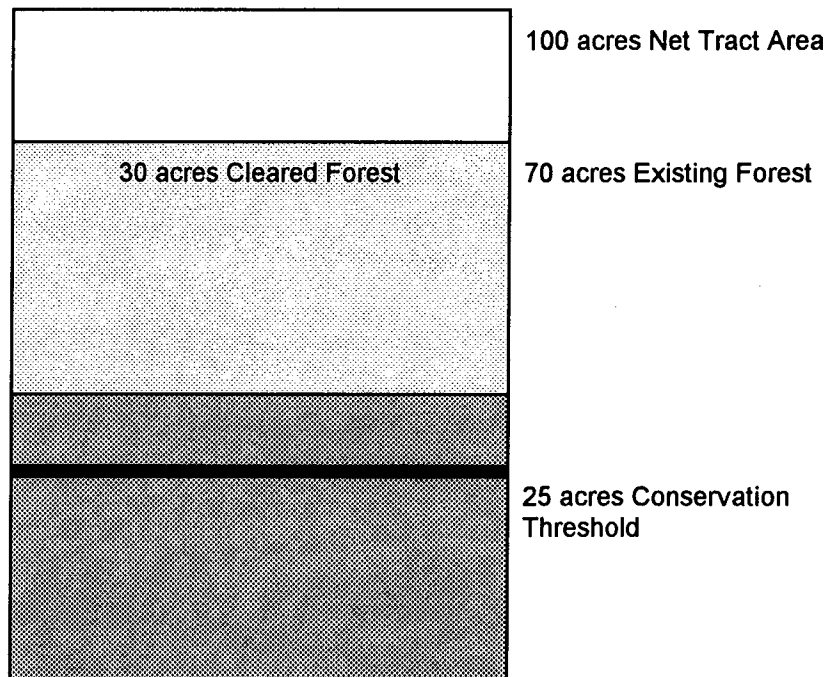 100 acres Net Tract Area
30 acres Cleared Forest
70 acres Existing Forest
25 acres Conservation
Threshold